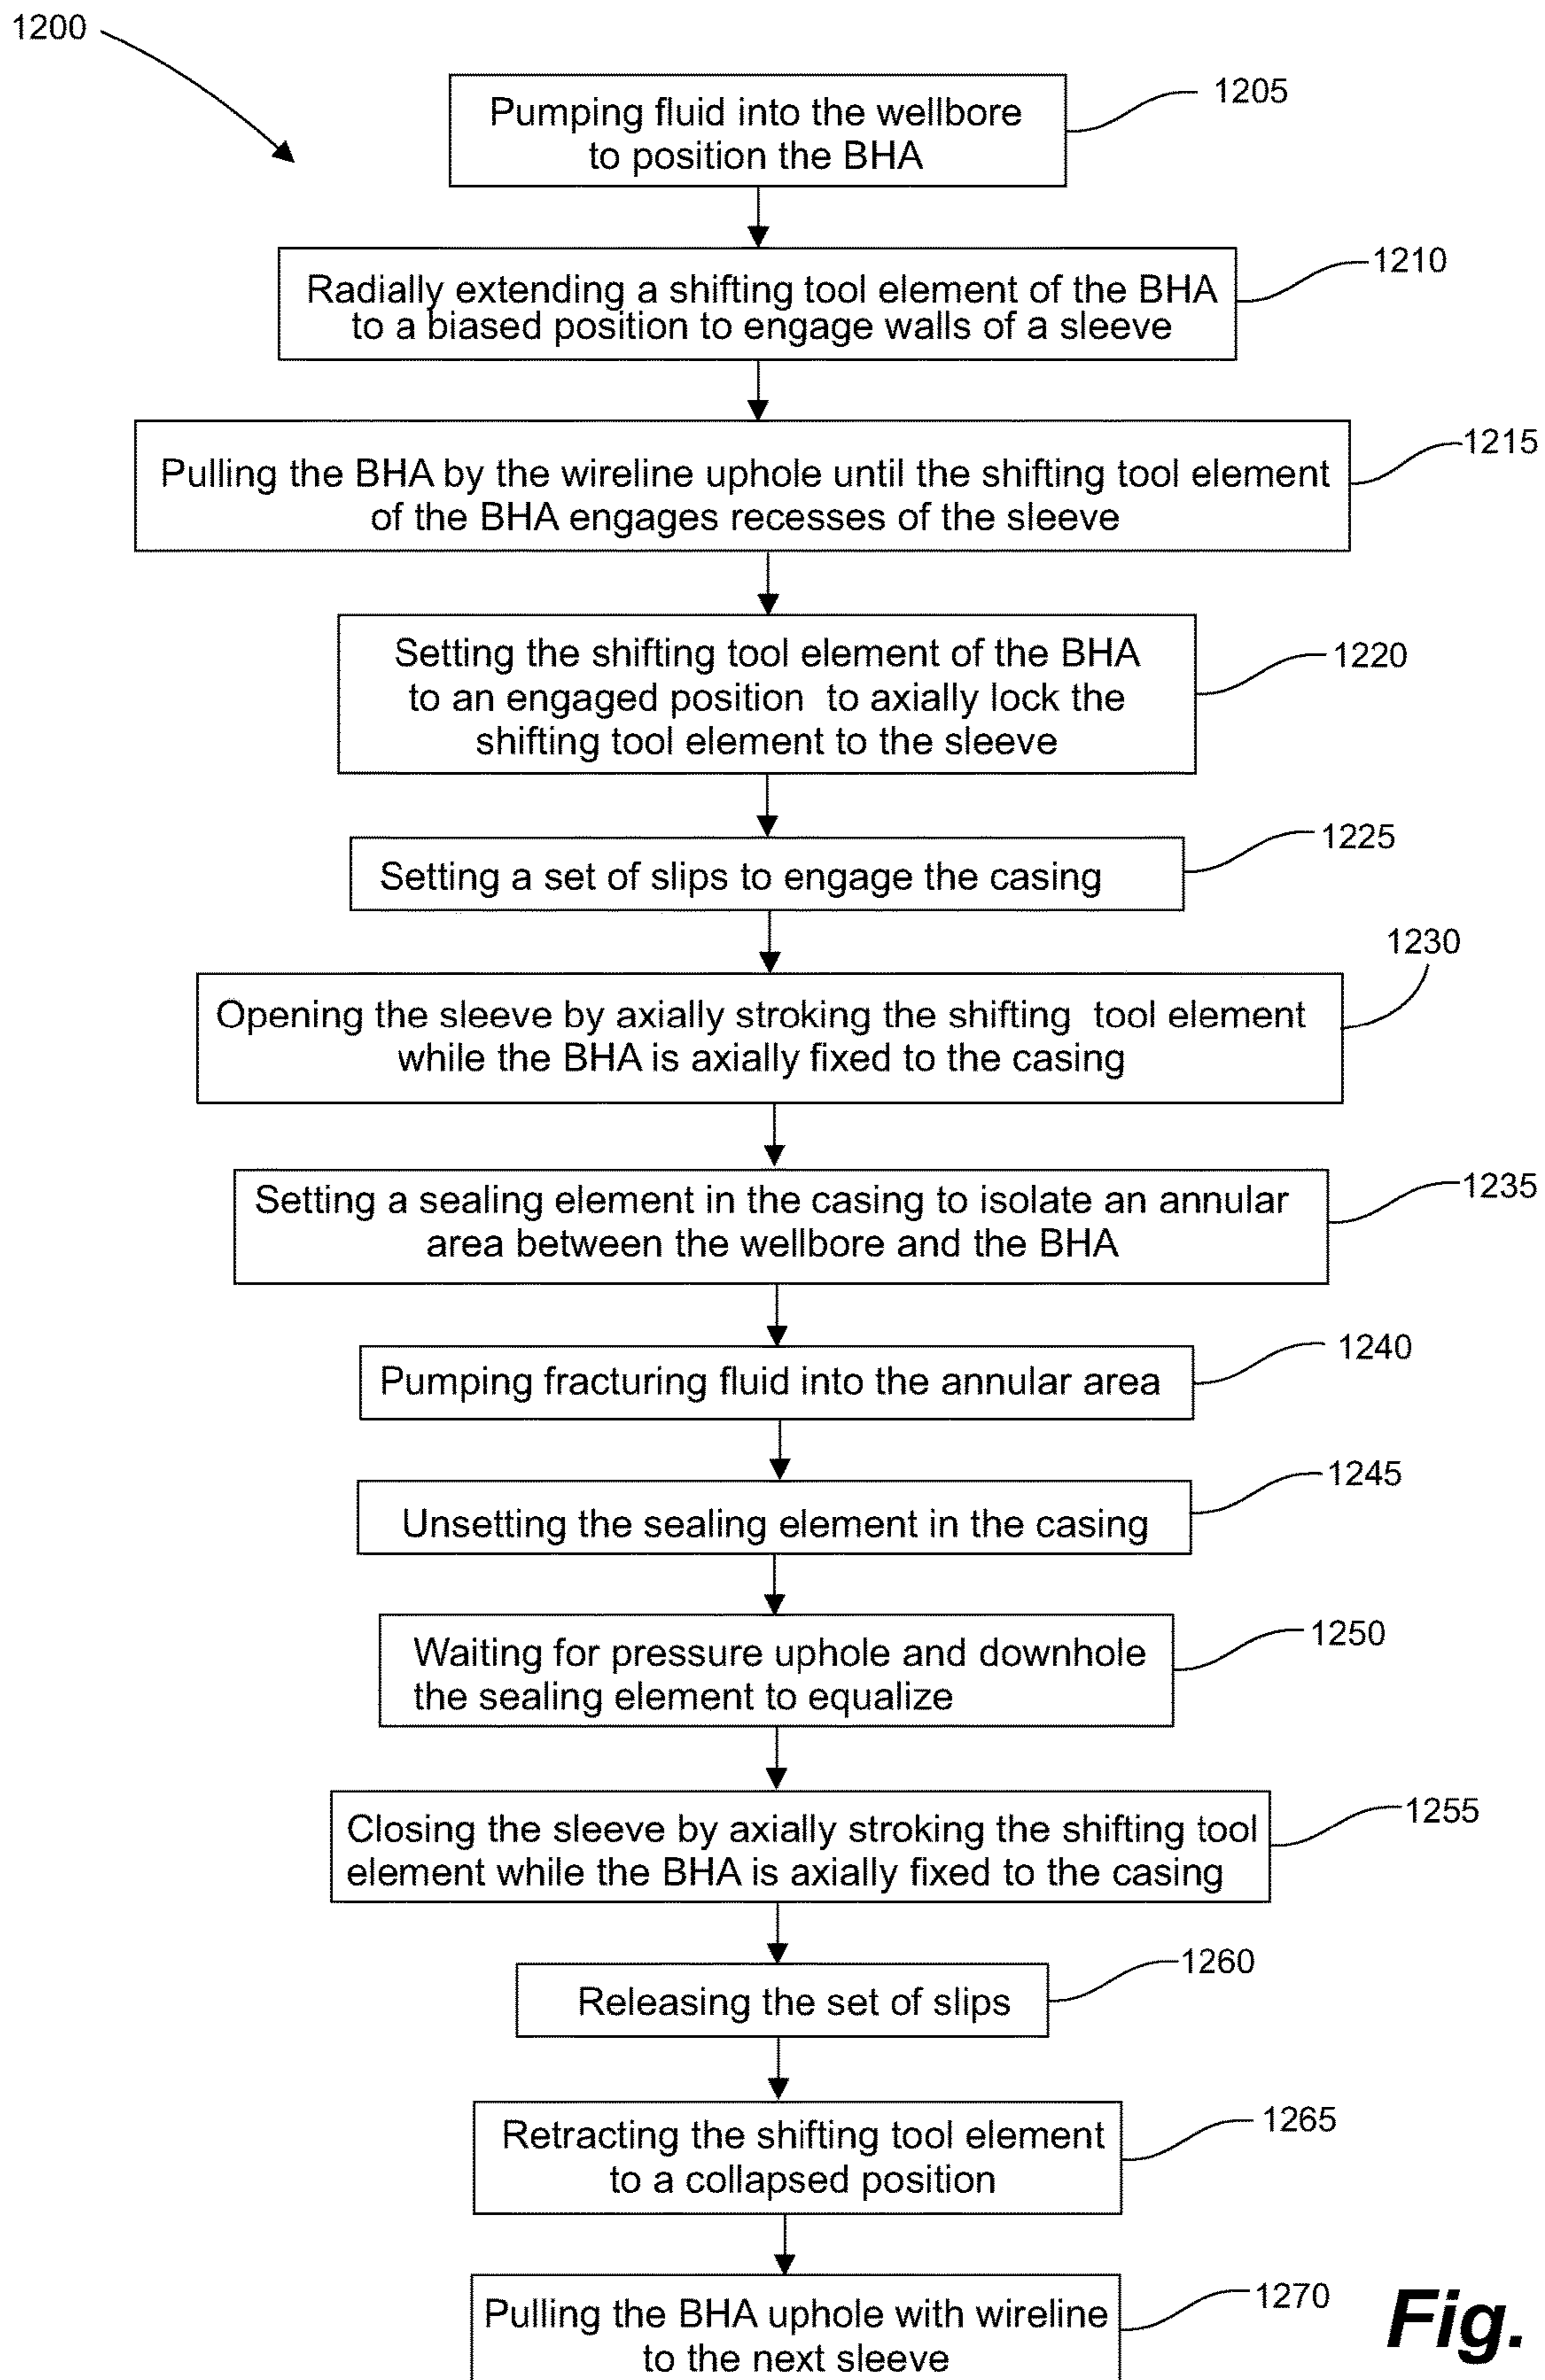 1200
Pumping fluid into the wellbore
to position the BHA
1205
Radially extending a shifting tool element of the BHA
to a biased position to engage walls of a sleeve
1210
Pulling the BHA by the wireline uphole until the shifting tool element
of the BHA engages recesses of the sleeve
1215
Setting the shifting tool element of the BHA
to an engaged position to axially lock the
shifting tool element to the sleeve
1220
Setting a set of slips to engage the casing
1225
Opening the sleeve by axially stroking the shifting tool element
while the BHA is axially fixed to the casing
1230
Setting a sealing element in the casing to isolate an annular
area between the wellbore and the BHA
1235
Pumping fracturing fluid into the annular area
1240
Unsetting the sealing element in the casing
1245
Waiting for pressure uphole and downhole
the sealing element to equalize
1250
Closing the sleeve by axially stroking the shifting tool
element while the BHA is axially fixed to the casing
1255
Releasing the set of slips
1260
Retracting the shifting tool element
to a collapsed position
1265
Pulling the BHA uphole with wireline
to the next sleeve
1270
Fig.